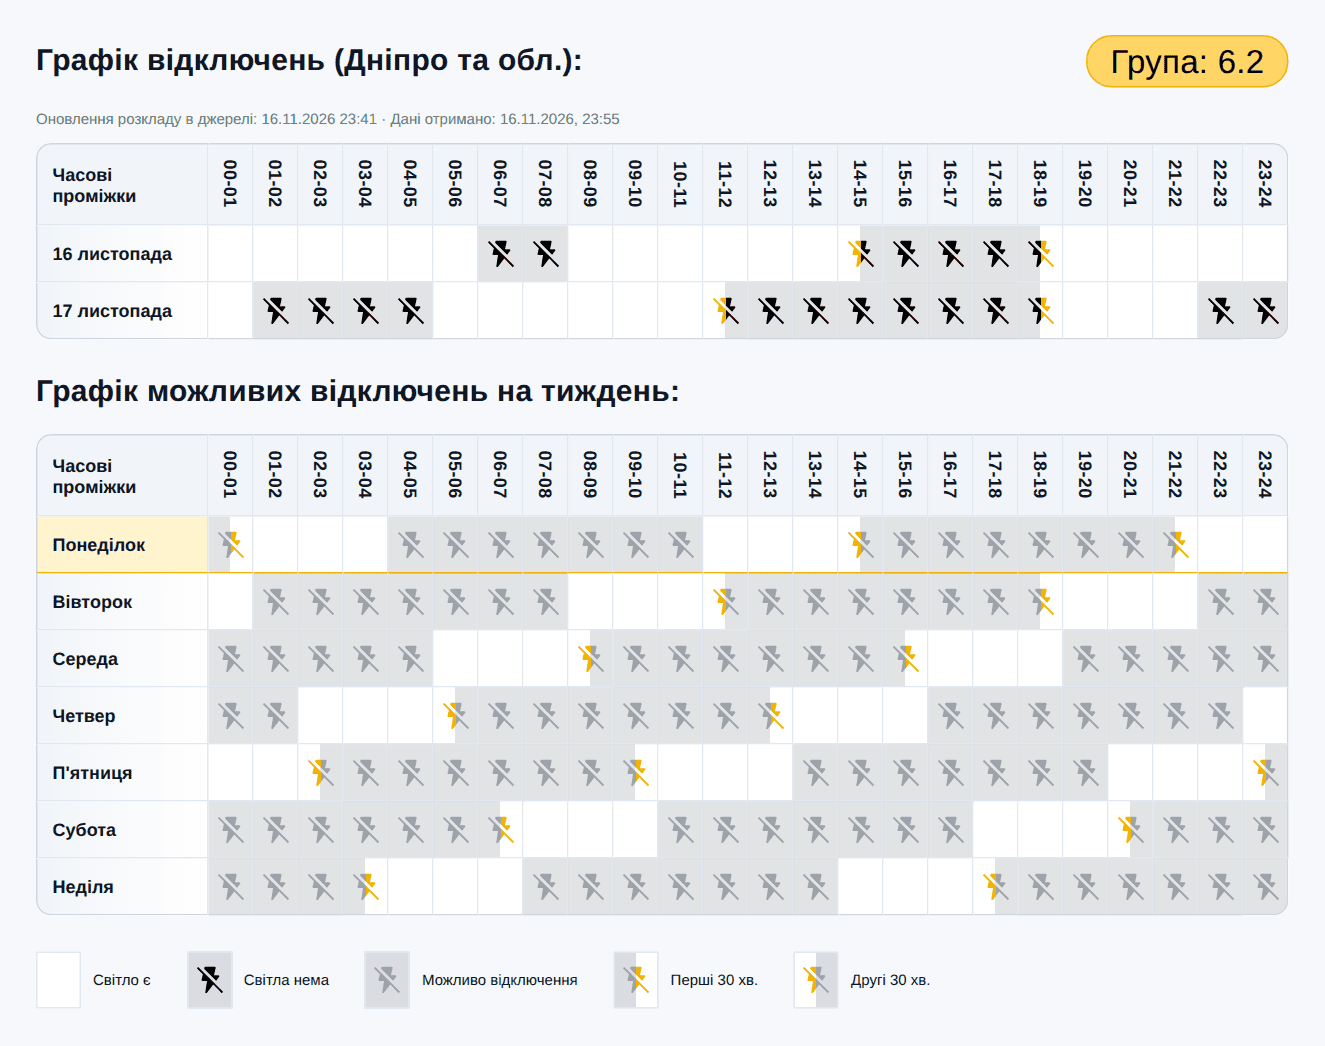 Графік відключень (Дніпро та обл.):
Група: 6.2
Оновлення розкладу в джерелі: 16.11.2026 23:41 · Дані отримано: 16.11.2026, 23:55
Часові проміжки 00-01 01-02 02-03 03-04 04-05 05-06 06-07 07-08 08-09 09-10 10-11 11-12 12-13 13-14 14-15 15-16 16-17 17-18 18-19 19-20 20-21 21-22 22-23 23-24
16 листопада
17 листопада
Графік можливих відключень на тиждень:
Часові проміжки 00-01 01-02 02-03 03-04 04-05 05-06 06-07 07-08 08-09 09-10 10-11 11-12 12-13 13-14 14-15 15-16 16-17 17-18 18-19 19-20 20-21 21-22 22-23 23-24
Понеділок
Вівторок
Середа
Четвер
П'ятниця
Субота
Неділя
Світло є Світла нема Можливо відключення Перші 30 хв. Другі 30 хв.